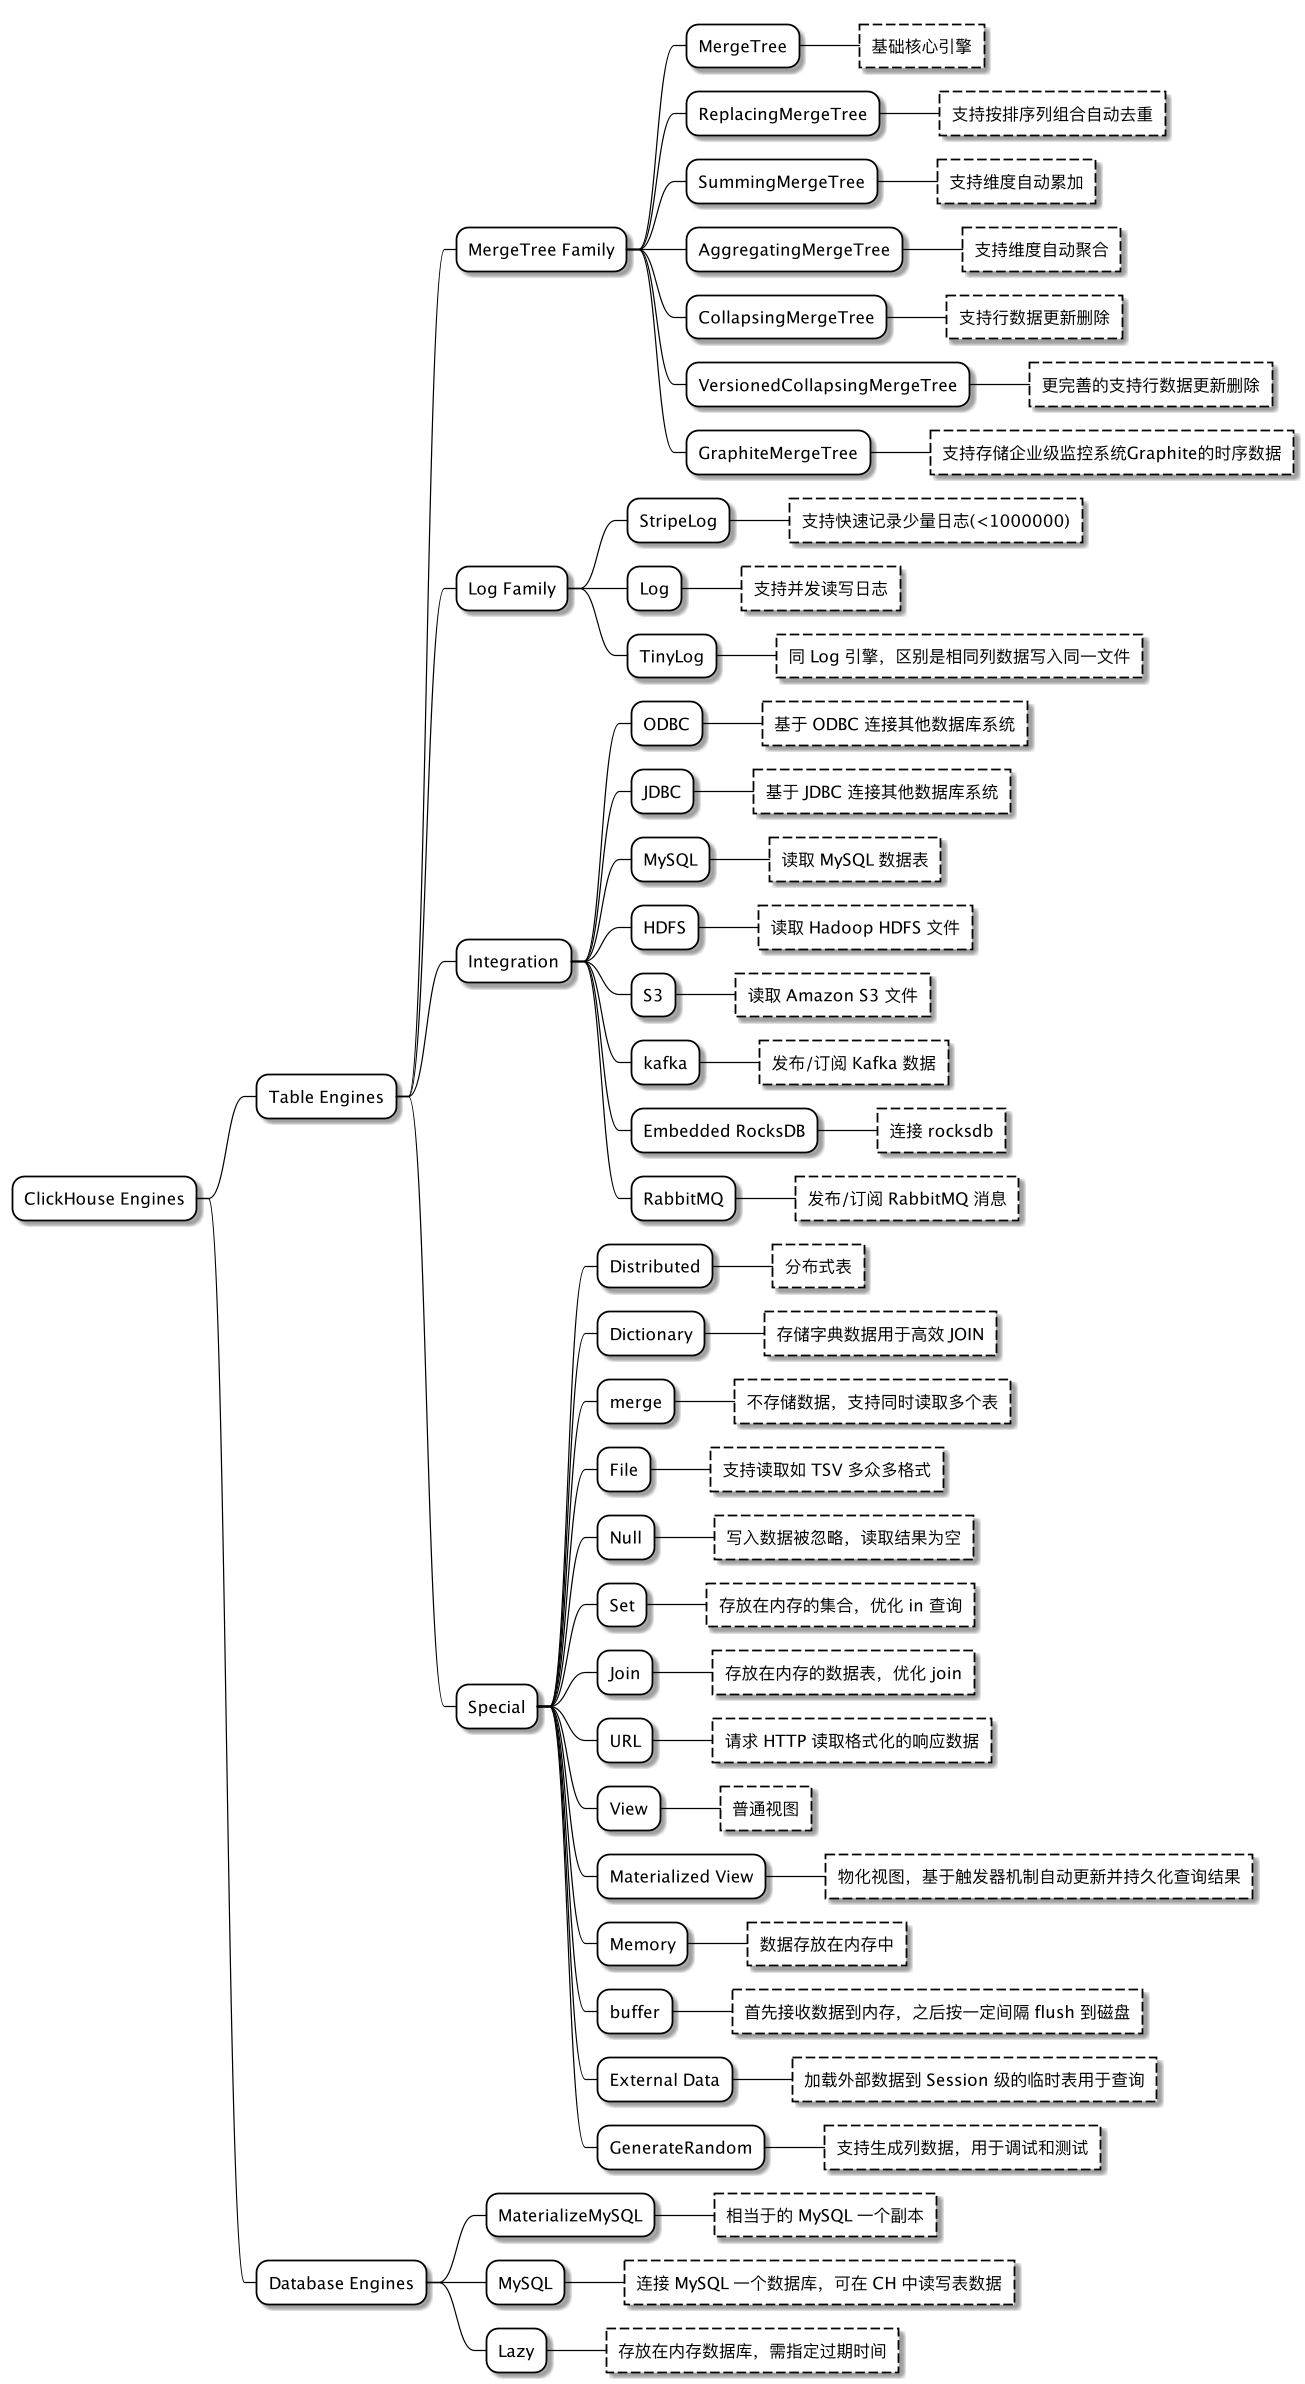 ClickHouse Engines
Table Engines
MergeTree Family
MergeTree
基础核心引擎
ReplacingMergeTree
支持按排序列组合自动去重
SummingMergeTree
支持维度自动累加
AggregatingMergeTree
支持维度自动聚合
CollapsingMergeTree
支持行数据更新删除
VersionedCollapsingMergeTree
更完善的支持行数据更新删除
GraphiteMergeTree
支持存储企业级监控系统Graphite的时序数据
Log Family
StripeLog
支持快速记录少量日志(<1000000)
Log
支持并发读写日志
TinyLog
同 Log 引擎，区别是相同列数据写入同一文件
Integration
ODBC
基于 ODBC 连接其他数据库系统
JDBC
基于 JDBC 连接其他数据库系统
MySQL
读取 MySQL 数据表
HDFS
读取 Hadoop HDFS 文件
S3
读取 Amazon S3 文件
kafka
发布/订阅 Kafka 数据
Embedded RocksDB
连接 rocksdb
RabbitMQ
发布/订阅 RabbitMQ 消息
Special
Distributed
分布式表
Dictionary
存储字典数据用于高效 JOIN
merge
不存储数据，支持同时读取多个表
File
支持读取如 TSV 多众多格式
Null
写入数据被忽略，读取结果为空
Set
存放在内存的集合，优化 in 查询
Join
存放在内存的数据表，优化 join
URL
请求 HTTP 读取格式化的响应数据
View
普通视图
Materialized View
物化视图，基于触发器机制自动更新并持久化查询结果
Memory
数据存放在内存中
buffer
首先接收数据到内存，之后按一定间隔 flush 到磁盘
External Data
加载外部数据到 Session 级的临时表用于查询
GenerateRandom
支持生成列数据，用于调试和测试
Database Engines
MaterializeMySQL
相当于的 MySQL 一个副本
MySQL
连接 MySQL 一个数据库，可在 CH 中读写表数据
Lazy
存放在内存数据库，需指定过期时间